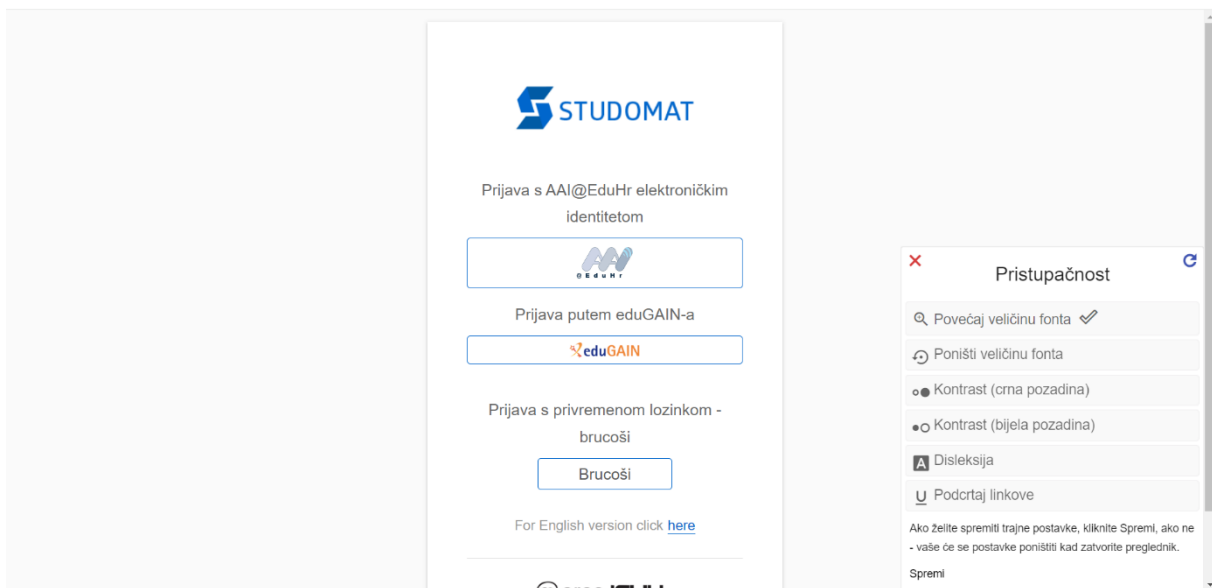 STUDOMAT
Prijava s AAI@EduHr elektroničkim
identitetom
AAI
@EduHr
Prijava putem eduGAIN-a
eduGAIN
Prijava s privremenom lozinkom -
brucoši
Brucoši
For English version click here
Pristupačnost
Povećaj veličinu fonta
Poništi veličinu fonta
Kontrast (crna pozadina)
Kontrast (bijela pozadina)
A Disleksija
U Podcrtaj linkove
Ako želite spremiti trajne postavke, kliknite Spremi, ako ne
- vaše će se postavke poništiti kad zatvorite preglednik.
Spremi